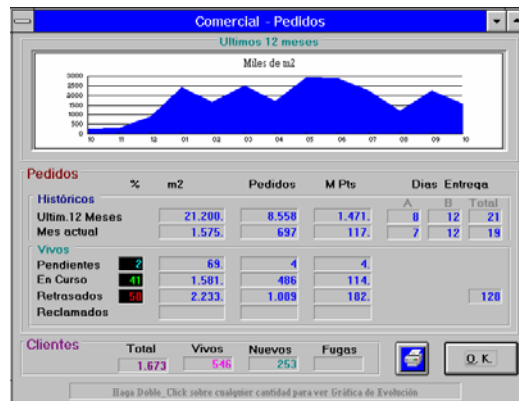 Comercial - Pedidos
Ultimos 12 meses
Miles de m2
3000
2500
2000
1500
1000
500
0
10 11 12 01 02 03 04 05 06 07 08 09 10
Pedidos
% m2 Pedidos M Pts Dias Entrega
Históricos A B Total
Ultim.12 Meses 21.200. 8.558 1.471. 8 12 21
Mes actual 1.575. 697 117. 7 12 19
Vivos
Pendientes 2 69. 4 4.
En Curso 41 1.581. 486 114.
Retrasados 58 2.233. 1.009 182. 120
Reclamados
Clientes Total Vivos Nuevos Fugas
1.673 546 253
O. K.
Haga Doble_Click sobre cualquier cantidad para ver Gráfica de Evolución